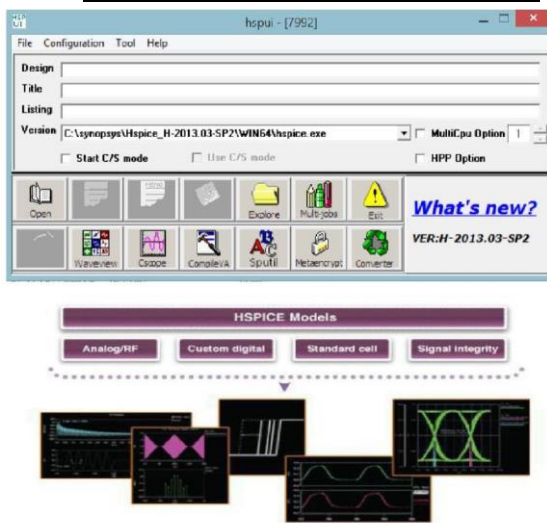 HSP UI
hspui - [7992]
File Configuration Tool Help
Design
Title
Listing
Version C:\synopsys\Hspice_H-2013.03-SP2\WIN64\hspice.exe MultiCpu Option 1
Start C/S mode Use C/S mode HPP Option
Open Explore Multi-jobs Exit
What's new?
Waveview Cscope CompileVA Sputil Metaencrypt Converter
VER:H-2013.03-SP2
HSPICE Models
Analog/RF Custom digital Standard cell Signal integrity